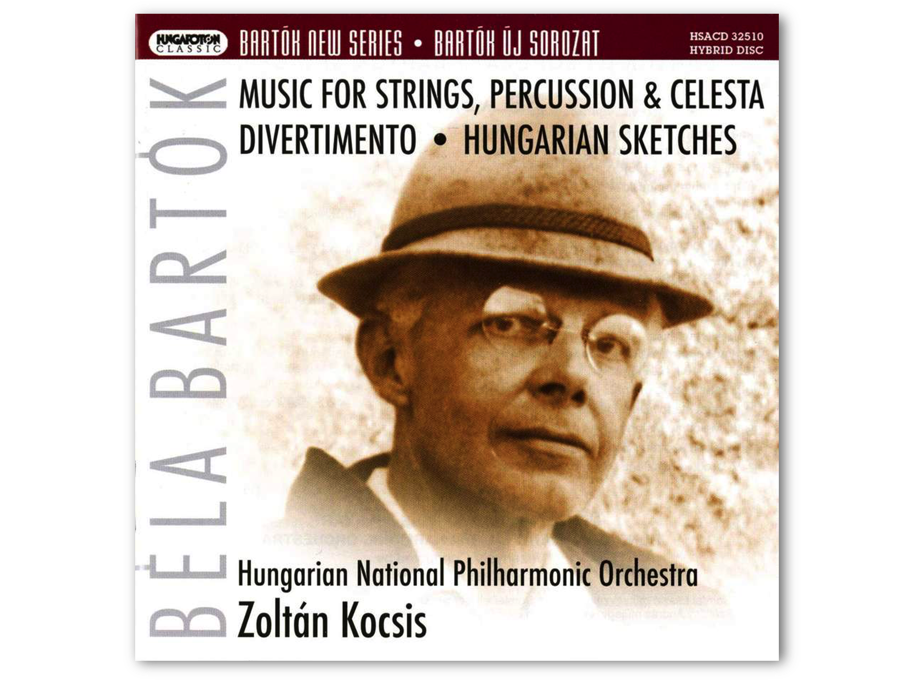 HUNGAROTON
CLASSIC
BARTÓK NEW SERIES • BARTÓK ÚJ SOROZAT
HSACD 32510
HYBRID DISC
MUSIC FOR STRINGS, PERCUSSION & CELESTA
DIVERTIMENTO • HUNGARIAN SKETCHES
BÉLA BARTÓK
Hungarian National Philharmonic Orchestra
Zoltán Kocsis